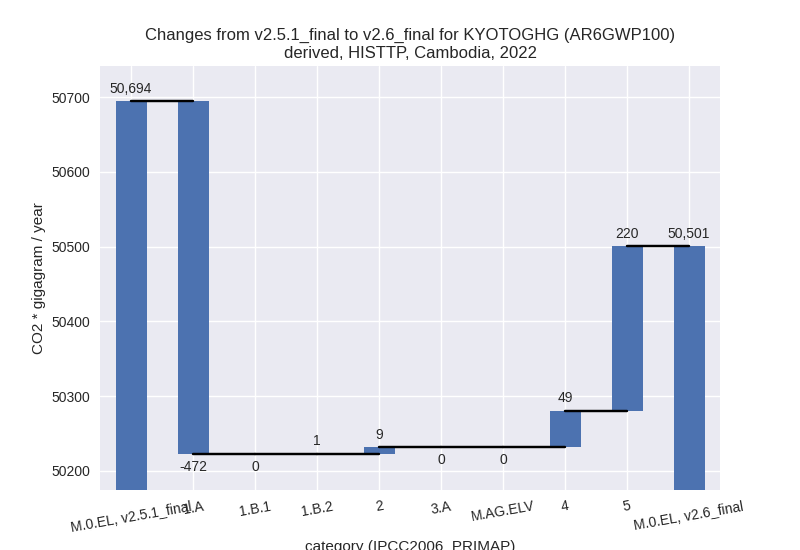 Changes from v2.5.1_final to v2.6_final for KYOTOGHG (AR6GWP100)
derived, HISTTP, Cambodia, 2022
50,694
50700
50600
50500
50400
50300
50200
CO2 * gigagram / year
-472
0
1
9
0
0
49
220
50,501
M.0.EL, v2.5.1_final
1.A
1.B.1
1.B.2
2
3.A
M.AG.ELV
4
5
M.0.EL, v2.6_final
category (IPCC2006_PRIMAP)